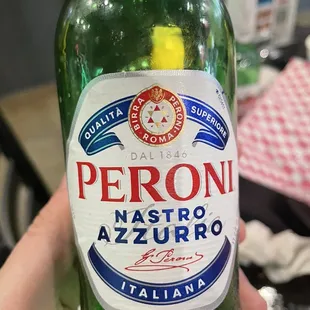 BIRRA PERONI
ROMA
QUALITÀ SUPERIORE
DAL 1846
PERONI
NASTRO
AZZURRO
G. Peroni
ITALIANA